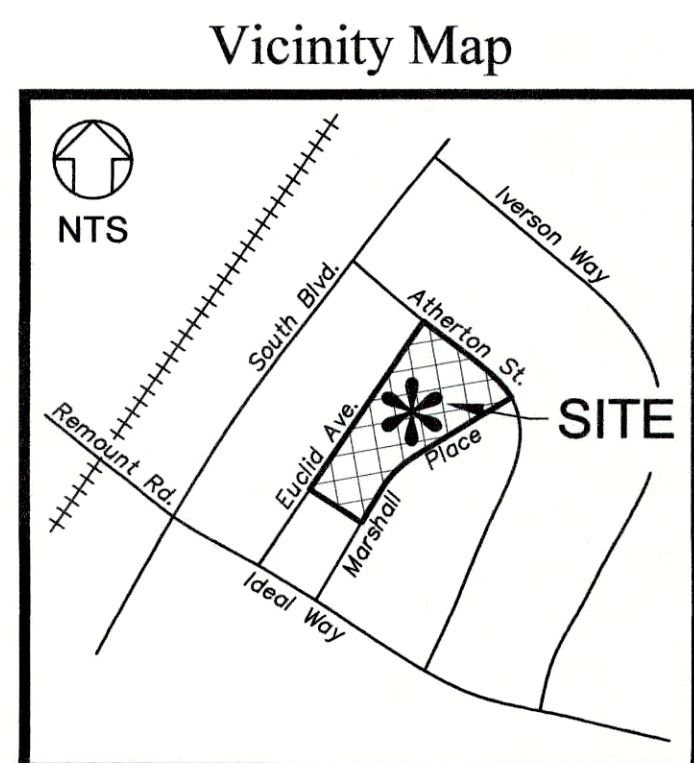 Vicinity Map
NTS
Iverson Way
South Blvd.
Atherton St.
SITE
Euclid Ave.
Place
Remount Rd.
Marshall
Ideal Way